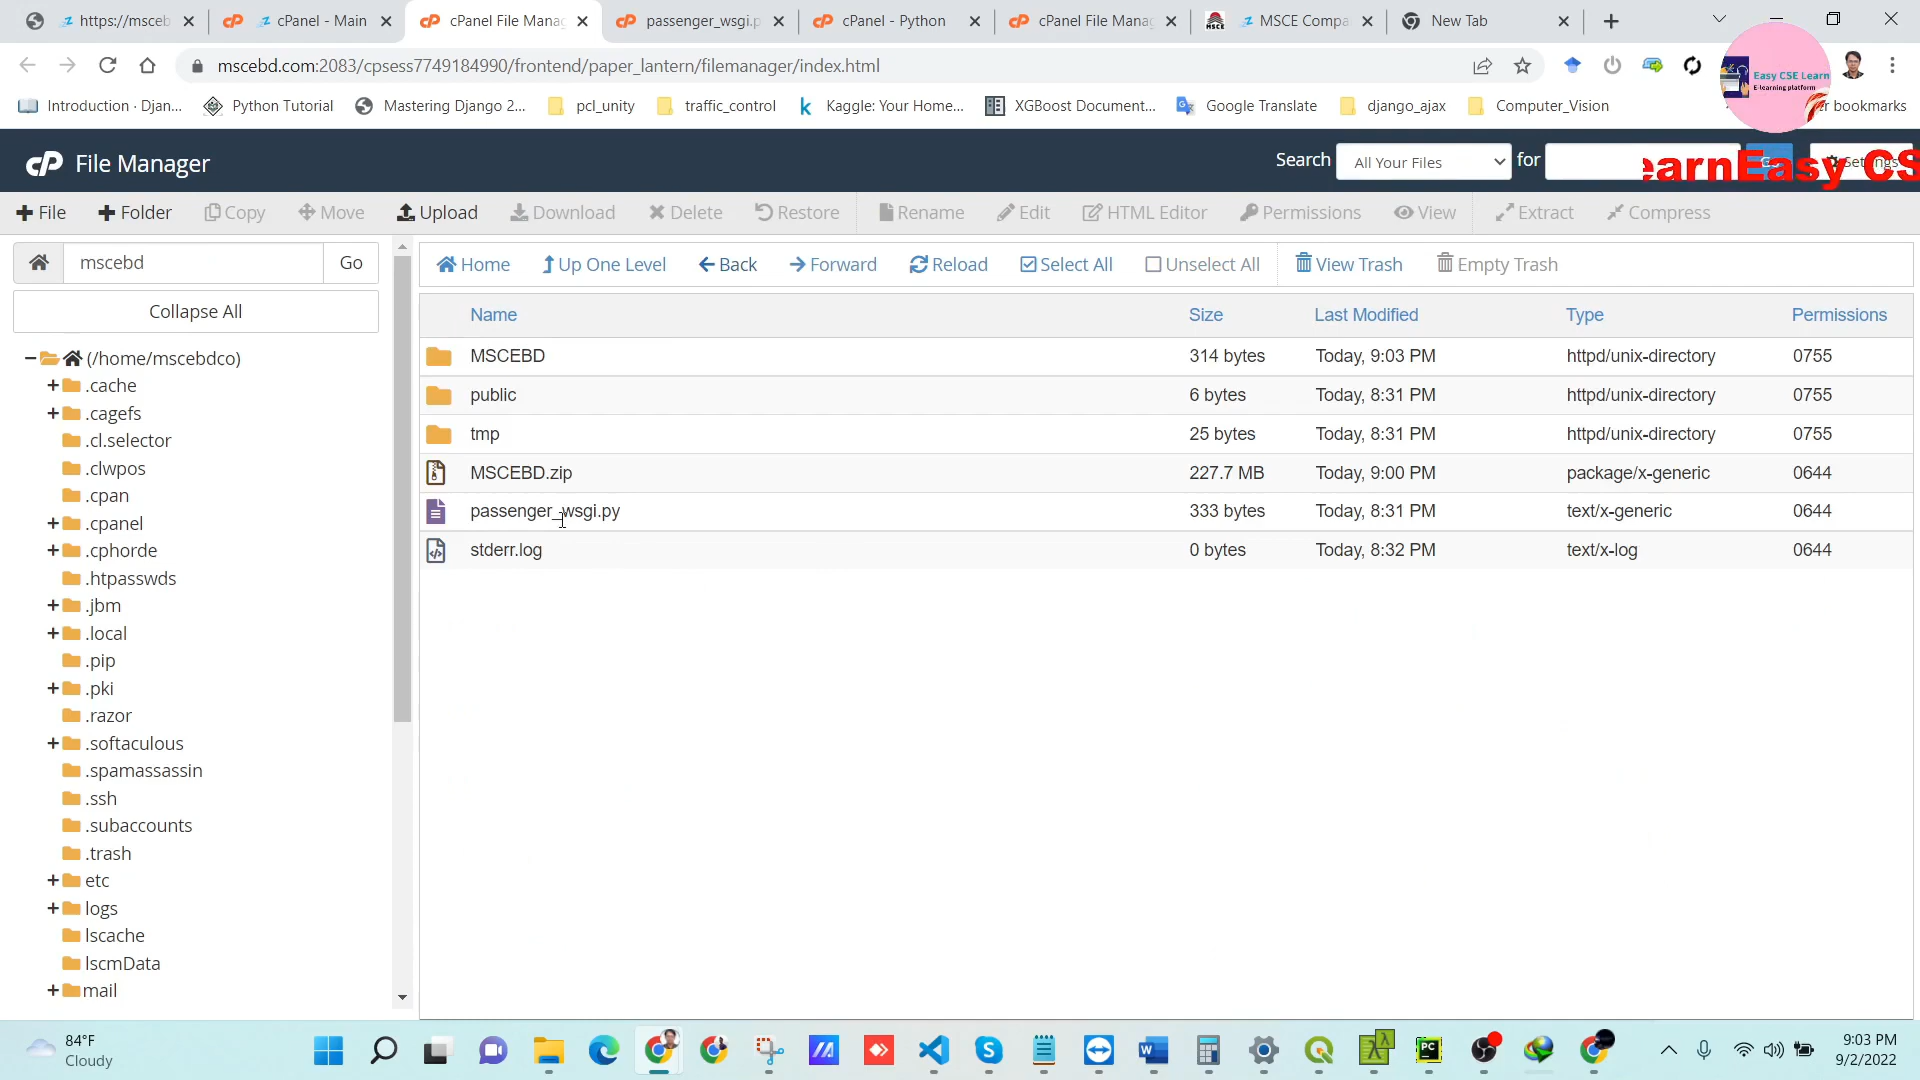 https://msceb
cPanel - Main
cPanel File Manag
passenger_wsgi.p
cPanel - Python
cPanel File Manag
MSCE Compa
New Tab
mscebd.com:2083/cpsess7749184990/frontend/paper_lantern/filemanager/index.html
Introduction · Djan...
Python Tutorial
Mastering Django 2...
pcl_unity
traffic_control
Kaggle: Your Home...
XGBoost Document...
Google Translate
django_ajax
Computer_Vision
r bookmarks
Easy CSE Learn
E-learning platform
cP File Manager
Search
All Your Files
for
Settings
earnEasy CS
File
Folder
Copy
Move
Upload
Download
Delete
Restore
Rename
Edit
HTML Editor
Permissions
View
Extract
Compress
mscebd
Go
Collapse All
Home
Up One Level
Back
Forward
Reload
Select All
Unselect All
View Trash
Empty Trash
(/home/mscebdco)
.cache
.cagefs
.cl.selector
.clwpos
.cpan
.cpanel
.cphorde
.htpasswds
.jbm
.local
.pip
.pki
.razor
.softaculous
.spamassassin
.ssh
.subaccounts
.trash
etc
logs
lscache
lscmData
mail
Name Size Last Modified Type Permissions
MSCEBD 314 bytes Today, 9:03 PM httpd/unix-directory 0755
public 6 bytes Today, 8:31 PM httpd/unix-directory 0755
tmp 25 bytes Today, 8:31 PM httpd/unix-directory 0755
MSCEBD.zip 227.7 MB Today, 9:00 PM package/x-generic 0644
passenger_wsgi.py 333 bytes Today, 8:31 PM text/x-generic 0644
stderr.log 0 bytes Today, 8:32 PM text/x-log 0644
84°F
Cloudy
9:03 PM
9/2/2022